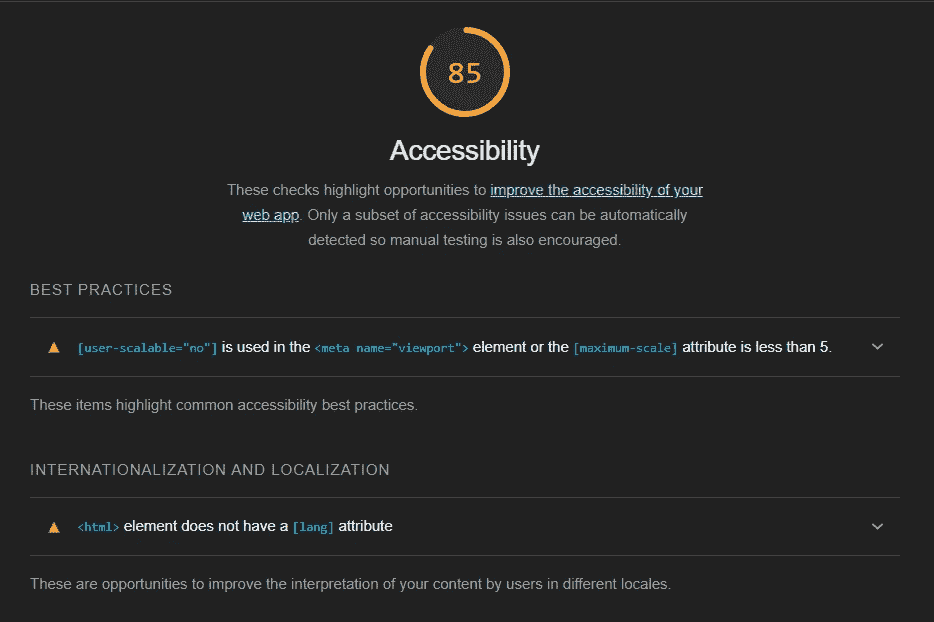 85
Accessibility
These checks highlight opportunities to improve the accessibility of your
web app. Only a subset of accessibility issues can be automatically
detected so manual testing is also encouraged.
BEST PRACTICES
[user-scalable="no"] is used in the <meta name="viewport"> element or the [maximum-scale] attribute is less than 5.
These items highlight common accessibility best practices.
INTERNATIONALIZATION AND LOCALIZATION
<html> element does not have a [lang] attribute
These are opportunities to improve the interpretation of your content by users in different locales.